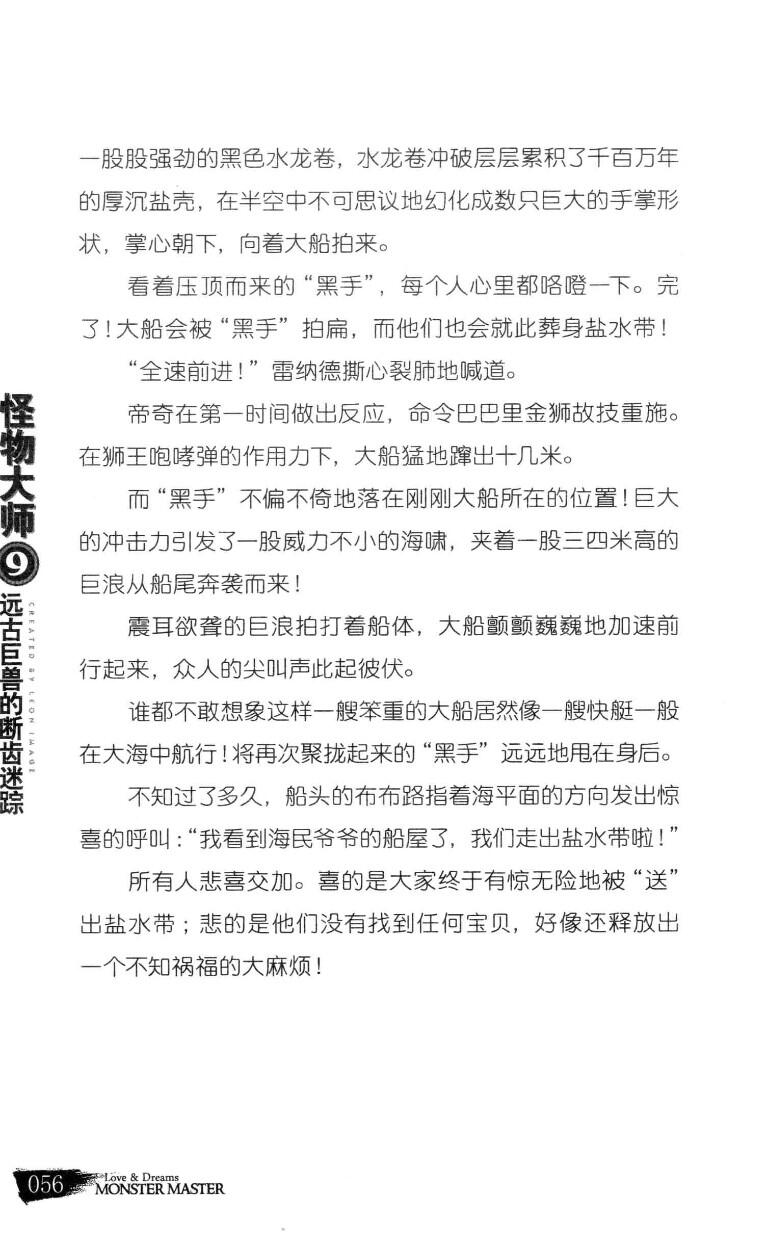 一股股强劲的黑色水龙卷，水龙卷冲破层层累积了千百万年
的厚沉盐壳，在半空中不可思议地幻化成数只巨大的手掌形
状，掌心朝下，向着大船拍来。
看着压顶而来的“黑手”，每个人心里都咯噔一下。完
了！大船会被“黑手”拍扁，而他们也会就此葬身盐水带！
“全速前进！”雷纳德撕心裂肺地喊道。
帝奇在第一时间做出反应，命令巴巴里金狮故技重施。
在狮王咆哮弹的作用力下，大船猛地蹿出十几米。
而“黑手”不偏不倚地落在刚刚大船所在的位置！巨大
的冲击力引发了一股威力不小的海啸，夹着一股三四米高的
巨浪从船尾奔袭而来！
震耳欲聋的巨浪拍打着船体，大船颤颤巍巍地加速前
行起来，众人的尖叫声此起彼伏。
谁都不敢想象这样一艘笨重的大船居然像一艘快艇一般
在大海中航行！将再次聚拢起来的“黑手”远远地甩在身后。
不知过了多久，船头的布布路指着海平面的方向发出惊
喜的呼叫：“我看到海民爷爷的船屋了，我们走出盐水带啦！”
所有人悲喜交加。喜的是大家终于有惊无险地被“送”
出盐水带；悲的是他们没有找到任何宝贝，好像还释放出
一个不知祸福的大麻烦！
怪物大师⑨
远古巨兽的断齿迷踪
CREATED BY LEON IMAGE
056
Love & Dreams
MONSTER MASTER